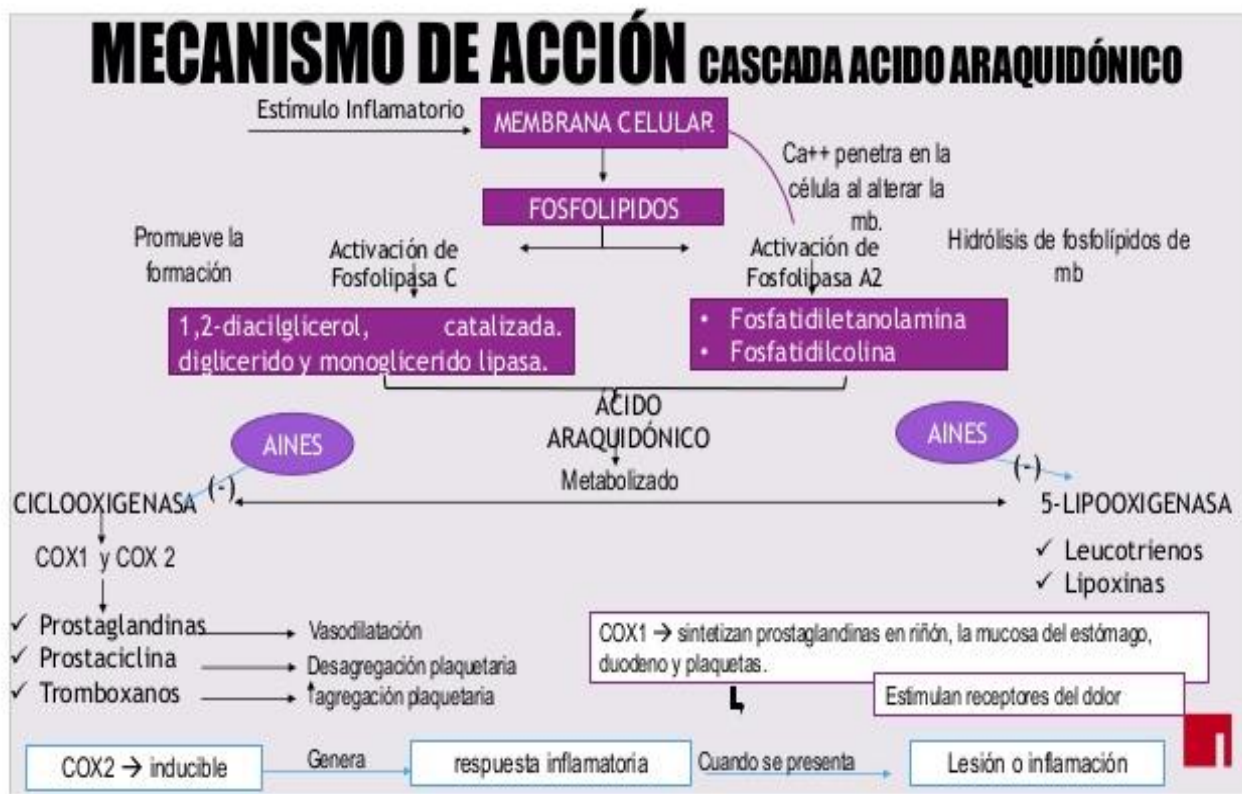 MECANISMO DE ACCIÓN CASCADA ACIDO ARAQUIDÓNICO
Estímulo Inflamatorio
MEMBRANA CELULAR.
Ca++ penetra en la
célula al alterar la
mb.
FOSFOLIPIDOS
Promueve la
formación
Activación de
Fosfolipasa C
Activación de
Fosfolipasa A2
Hidrólisis de fosfolípidos de
mb
1,2-diacilglicerol, catalizada.
diglicerido y monoglicerido lipasa.
• Fosfatidiletanolamina
• Fosfatidilcolina
ÁCIDO
ARAQUIDÓNICO
AINES
AINES
Metabolizado
(-)
(-)
CICLOOXIGENASA
5-LIPOOXIGENASA
COX1 y COX 2
✓ Leucotrienos
✓ Lipoxinas
✓ Prostaglandinas → Vasodilatación
✓ Prostaciclina → Desagregación plaquetaria
✓ Tromboxanos → ↑agregación plaquetaria
COX1 → sintetizan prostaglandinas en riñón, la mucosa del estómago,
duodeno y plaquetas.
Estimulan receptores del dolor
COX2 → inducible
Genera
respuesta inflamatoria
Cuando se presenta
Lesión o inflamación